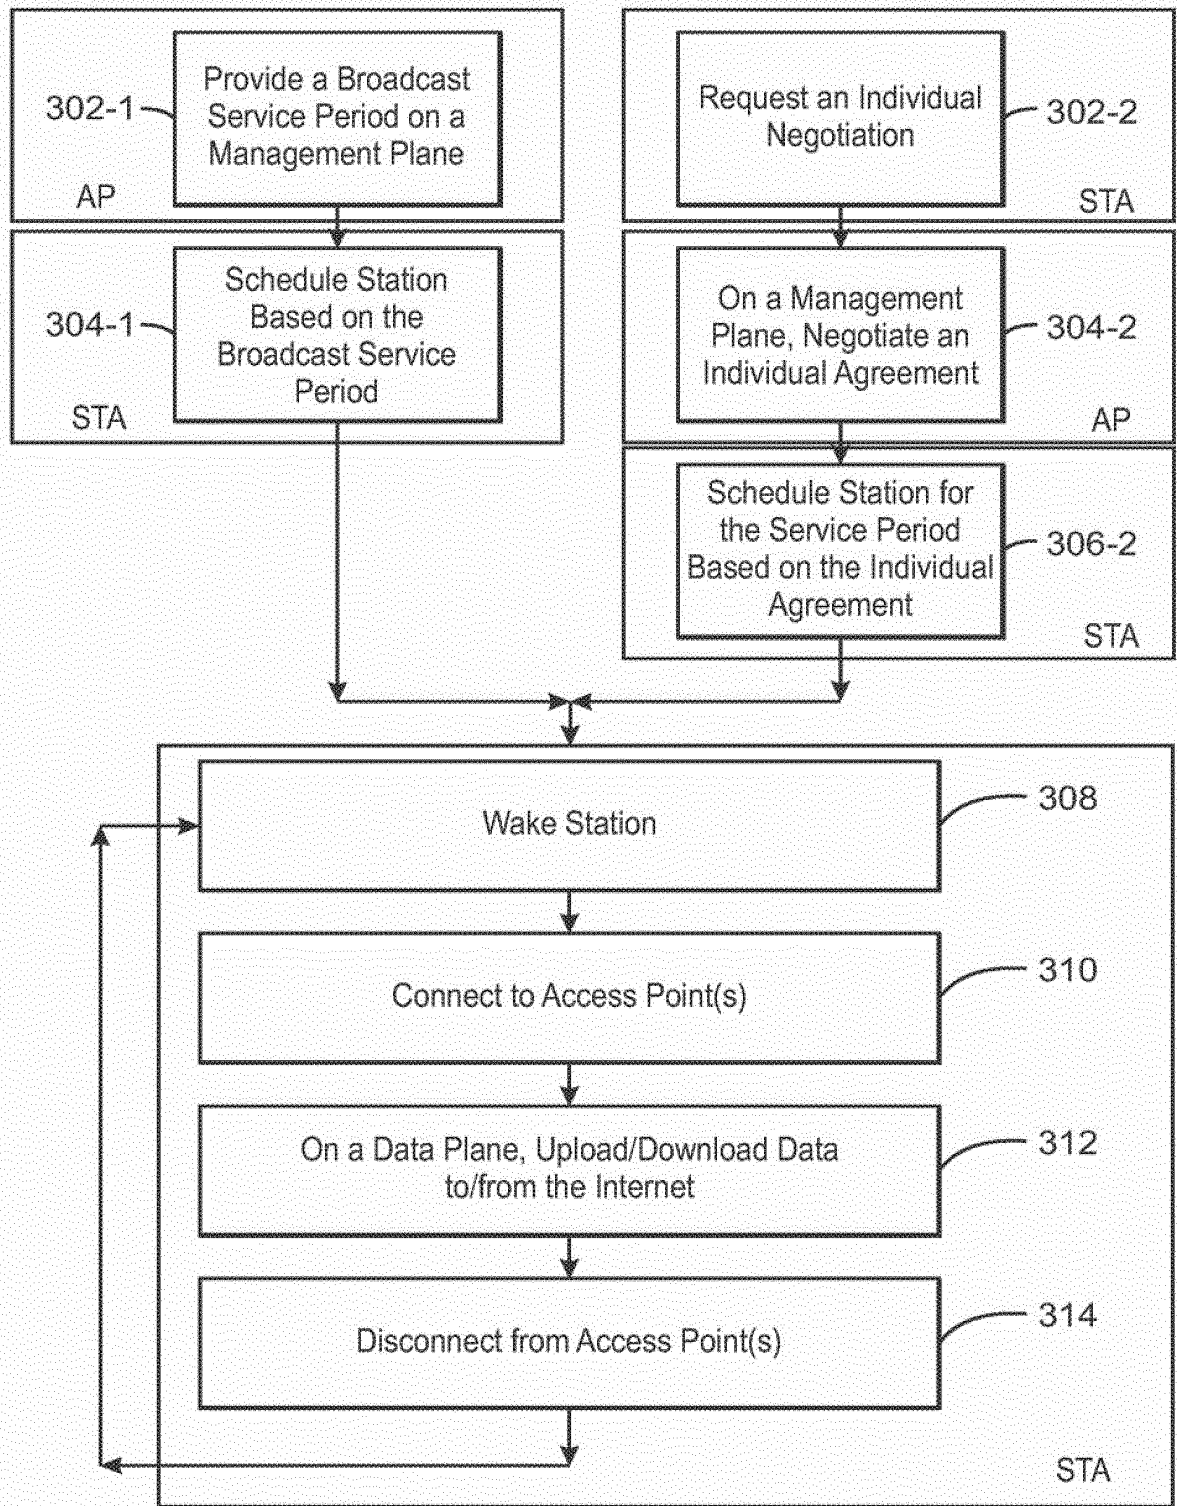 Provide a Broadcast
Service Period on a
Management Plane
302-1
AP
Request an Individual
Negotiation
302-2
STA
Schedule Station
Based on the
Broadcast Service
Period
304-1
STA
On a Management
Plane, Negotiate an
Individual Agreement
304-2
AP
Schedule Station for
the Service Period
Based on the Individual
Agreement
306-2
STA
Wake Station
308
Connect to Access Point(s)
310
On a Data Plane, Upload/Download Data
to/from the Internet
312
Disconnect from Access Point(s)
314
STA